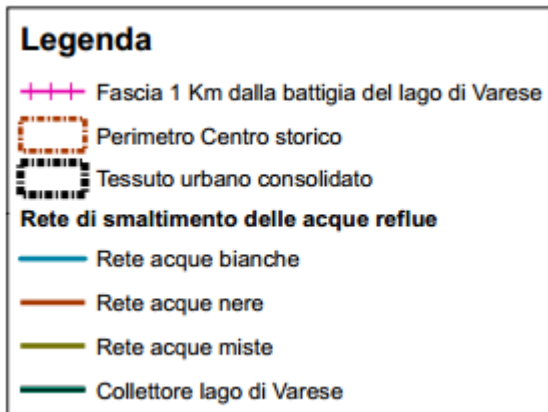 Legenda
Fascia 1 Km dalla battigia del lago di Varese
Perimetro Centro storico
Tessuto urbano consolidato
Rete di smaltimento delle acque reflue
Rete acque bianche
Rete acque nere
Rete acque miste
Collettore lago di Varese